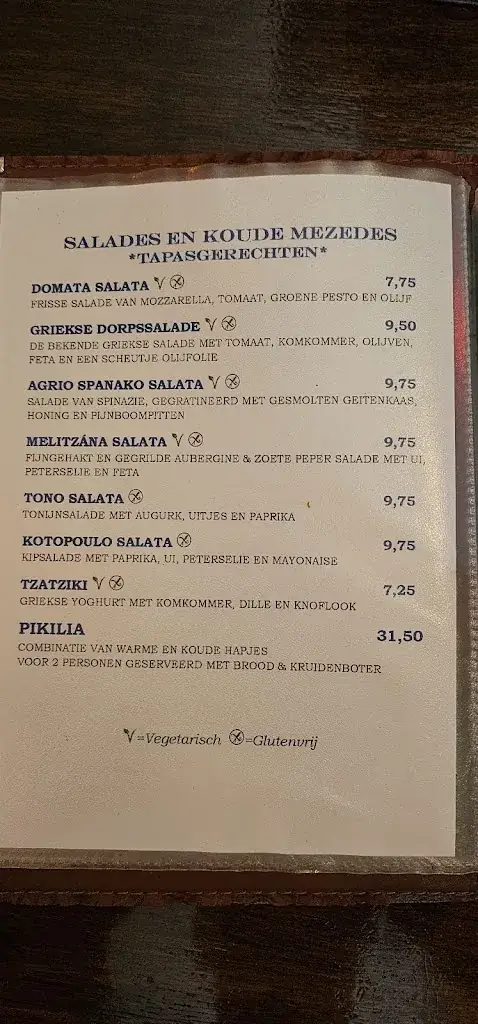 SALADES EN KOUDE MEZEDES
*TAPASGERECHTEN*
DOMATA SALATA 7,75
FRISSE SALADE VAN MOZZARELLA, TOMAAT, GROENE PESTO EN OLIJF
GRIEKSE DORPSSALADE 9,50
DE BEKENDE GRIEKSE SALADE MET TOMAAT, KOMKOMMER, OLIJVEN,
FETA EN EEN SCHEUTJE OLIJFOLIE
AGRIO SPANAKO SALATA 9,75
SALADE VAN SPINAZIE, GEGRATINEERD MET GESMOLTEN GEITENKAAS,
HONING EN PIJNBOOMPITTEN
MELITZÁNA SALATA 9,75
FIJNGEHAKT EN GEGRILDE AUBERGINE & ZOETE PEPER SALADE MET UI,
PETERSELIE EN FETA
TONO SALATA 9,75
TONIJNSALADE MET AUGURK, UITJES EN PAPRIKA
KOTOPOULO SALATA 9,75
KIPSALADE MET PAPRIKA, UI, PETERSELIE EN MAYONAISE
TZATZIKI 7,25
GRIEKSE YOGHURT MET KOMKOMMER, DILLE EN KNOFLOOK
PIKILIA 31,50
COMBINATIE VAN WARME EN KOUDE HAPJES
VOOR 2 PERSONEN GESERVEERD MET BROOD & KRUIDENBOTER
V=Vegetarisch =Glutenvrij